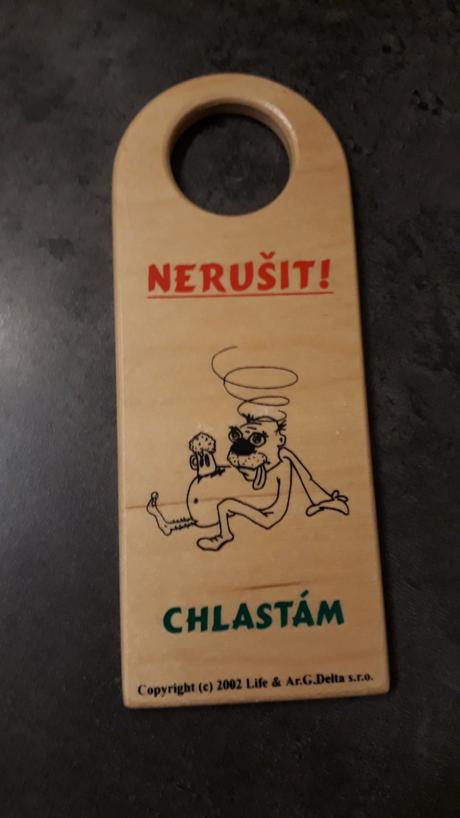 NERUŠIT!
CHLASTÁM
Copyright (c) 2002 Life & Ar.G.Delta s.r.o.